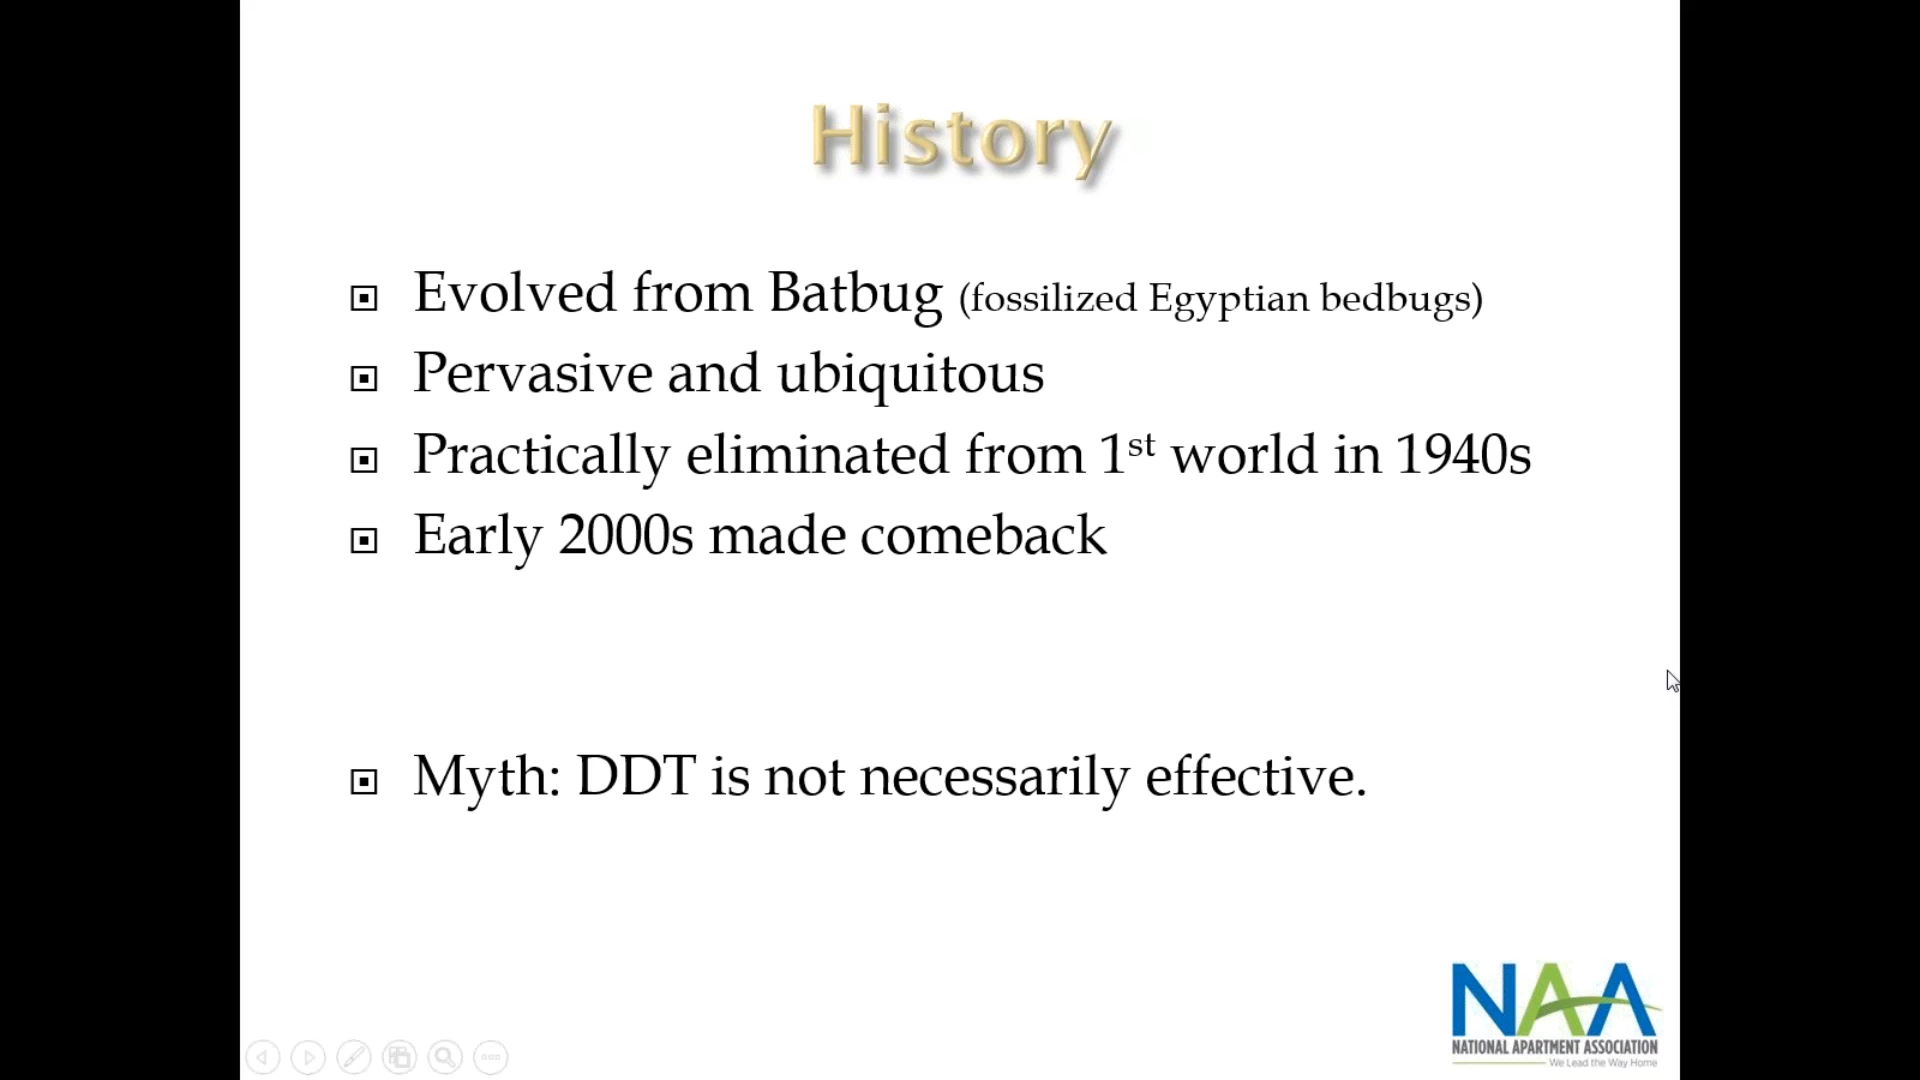 History
Evolved from Batbug (fossilized Egyptian bedbugs)
Pervasive and ubiquitous
Practically eliminated from 1st world in 1940s
Early 2000s made comeback
Myth: DDT is not necessarily effective.
NAA
NATIONAL APARTMENT ASSOCIATION
We Lead the Way Home